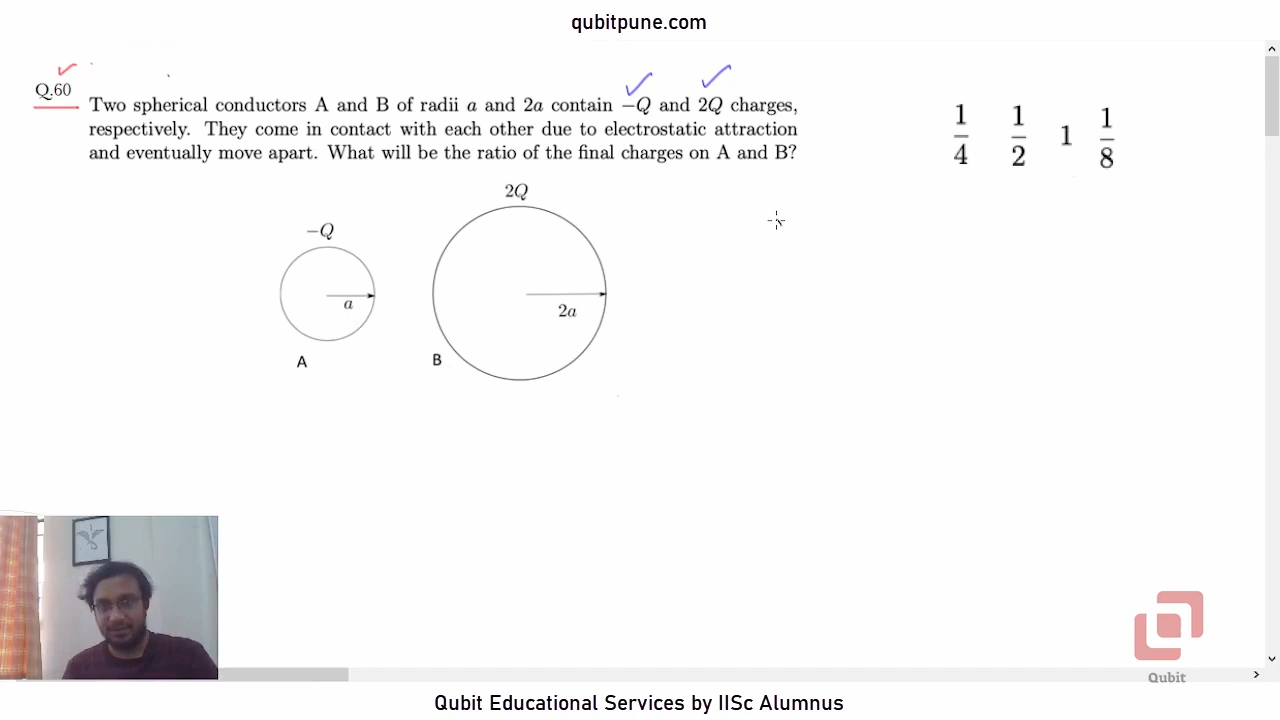 qubitpune.com
Q.60
Two spherical conductors A and B of radii a and 2a contain −Q and 2Q charges,
respectively. They come in contact with each other due to electrostatic attraction
and eventually move apart. What will be the ratio of the final charges on A and B?
1/4 1/2 1 1/8
2Q
−Q
a
2a
A
B
Qubit
Qubit Educational Services by IISc Alumnus